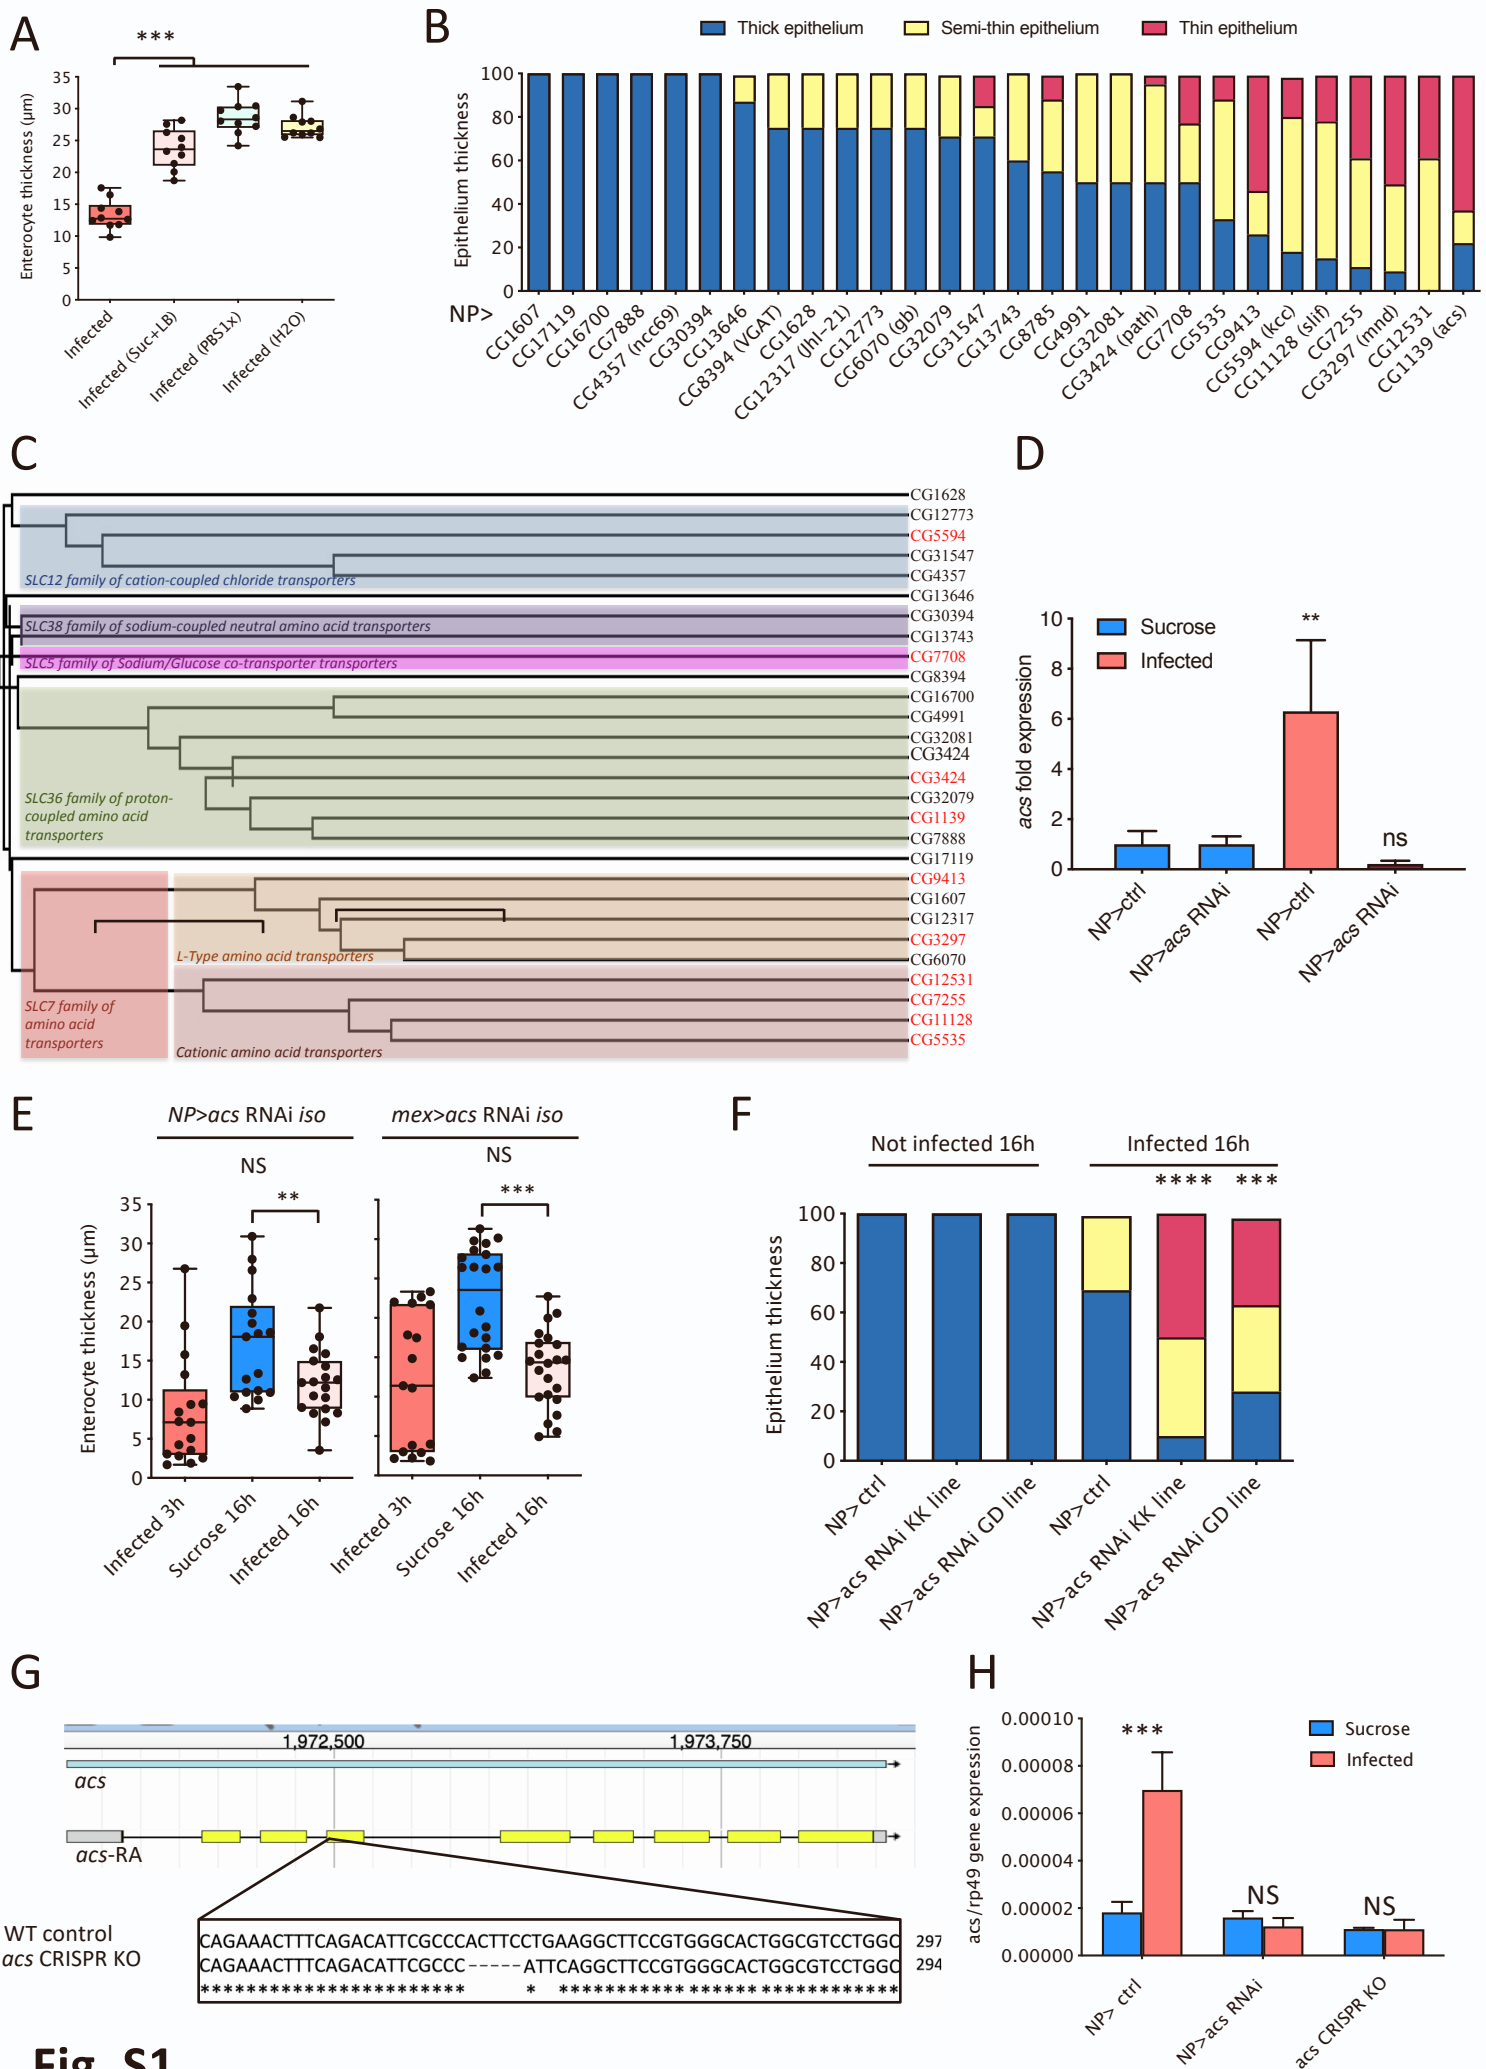 A
***
Enterocyte thickness (µm)
35
30
25
20
15
10
5
0
Infected
Infected (Suc+LB)
Infected (PBS1x)
Infected (H2O)
B
Thick epithelium
Semi-thin epithelium
Thin epithelium
Epithelium thickness
100
80
60
40
20
0
NP>
CG1607
CG17119
CG16700
CG7888
CG4357 (ncc69)
CG30394
CG13646
CG8394 (VGAT)
CG1628
CG12317 (Jhl-21)
CG12773
CG6070 (gb)
CG32079
CG31547
CG13743
CG8785
CG4991
CG32081
CG3424 (path)
CG7708
CG5535
CG9413
CG5594 (kcc)
CG11128 (slif)
CG7255
CG3297 (mnd)
CG12531
CG1139 (acs)
C
CG1628
CG12773
CG5594
CG31547
CG4357
SLC12 family of cation-coupled chloride transporters
CG13646
CG30394
SLC38 family of sodium-coupled neutral amino acid transporters
CG13743
CG7708
SLC5 family of Sodium/Glucose co-transporter transporters
CG8394
CG16700
CG4991
CG32081
CG3424
CG3424
CG32079
CG1139
CG7888
SLC36 family of proton-
coupled amino acid
transporters
CG17119
CG9413
CG1607
CG12317
CG3297
CG6070
L-Type amino acid transporters
CG12531
CG7255
CG11128
CG5535
SLC7 family of
amino acid
transporters
Cationic amino acid transporters
D
acs fold expression
10
8
6
4
2
0
Sucrose
Infected
**
ns
NP>ctrl
NP>acs RNAi
NP>ctrl
NP>acs RNAi
E
NP>acs RNAi iso
mex>acs RNAi iso
NS
NS
**
***
Enterocyte thickness (µm)
35
30
25
20
15
10
5
0
Infected 3h
Sucrose 16h
Infected 16h
Infected 3h
Sucrose 16h
Infected 16h
F
Not infected 16h
Infected 16h
****
***
Epithelium thickness
100
80
60
40
20
0
NP>ctrl
NP>acs RNAi KK line
NP>acs RNAi GD line
NP>ctrl
NP>acs RNAi KK line
NP>acs RNAi GD line
G
1,972,500
1,973,750
acs
acs-RA
WT control
CAGAAACTTTCAGACATTCGCCCACTTCCTGAAGGCTTCCGTGGGCACTGGCGTCCTGGC 297
acs CRISPR KO
CAGAAACTTTCAGACATTCGCCC-----ATTCAGGCTTCCGTGGGCACTGGCGTCCTGGC 294
H
acs/rp49 gene expression
0.00010
0.00008
0.00006
0.00004
0.00002
0.00000
***
NS
NS
Sucrose
Infected
NP> ctrl
NP>acs RNAi
acs CRISPR KO
Fig. S1